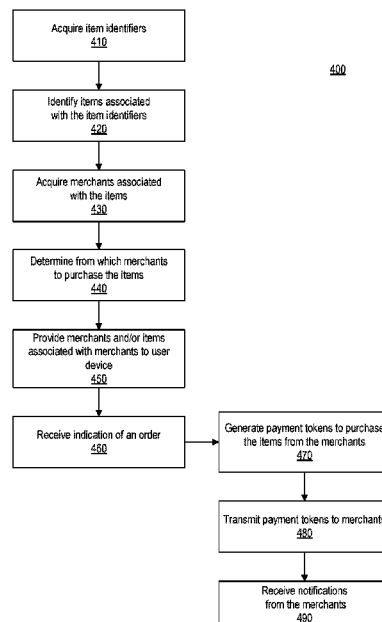 Acquire item identifiers
410
400
Identify items associated
with the item identifiers
420
Acquire merchants associated
with the items
430
Determine from which merchants
to purchase the items
440
Provide merchants and/or items
associated with merchants to user
device
450
Receive indication of an order
460
Generate payment tokens to purchase
the items from the merchants
470
Transmit payment tokens to merchants
480
Receive notifications
from the merchants
490